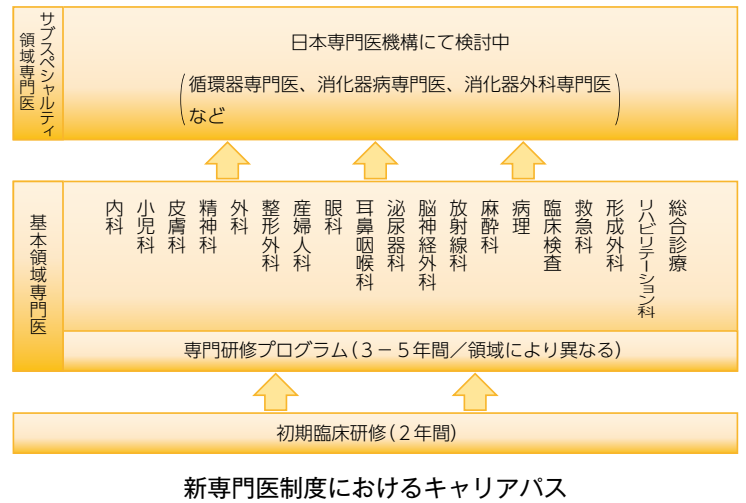 サブスペシャルティ
領域専門医
日本専門医機構にて検討中
(循環器専門医、消化器病専門医、消化器外科専門医
など)
基本領域専門医
内科
小児科
皮膚科
精神科
外科
整形外科
産婦人科
眼科
耳鼻咽喉科
泌尿器科
脳神経外科
放射線科
麻酔科
病理
臨床検査
救急科
形成外科
リハビリテーション科
総合診療
専門研修プログラム(3−5年間/領域により異なる)
初期臨床研修(2年間)
新専門医制度におけるキャリアパス